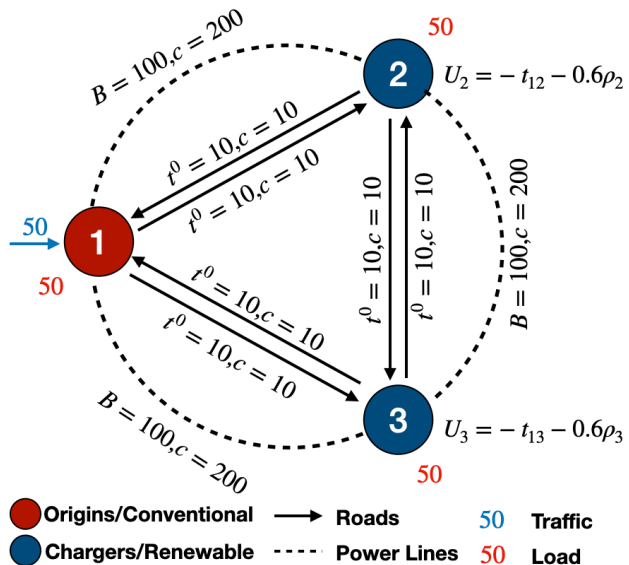 50
B = 100,c = 200
2
U₂ = − t₁₂ − 0.6ρ₂
t⁰ = 10,c = 10
t⁰ = 10,c = 10
50
1
50
t⁰ = 10,c = 10
t⁰ = 10,c = 10
B = 100,c = 200
t⁰ = 10,c = 10
t⁰ = 10,c = 10
B = 100,c = 200
3
U₃ = − t₁₃ − 0.6ρ₃
50
Origins/Conventional
Roads
50
Traffic
Chargers/Renewable
Power Lines
50
Load